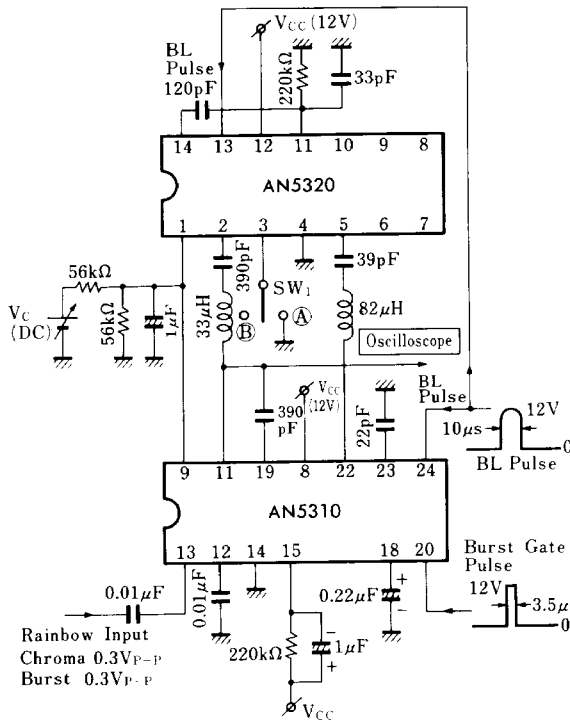 VCC (12V)
BL
Pulse
120pF
220kΩ
33pF
14 13 12 11 10 9 8
AN5320
1 2 3 4 5 6 7
390pF
39pF
56kΩ
SW1
VC
(DC)
56kΩ
1μF
33μH
Ⓑ
Ⓐ
82μH
Oscilloscope
390
pF
VCC
(12V)
22pF
BL
Pulse
12V
10μs
0
BL Pulse
9 11 19 8 22 23 24
AN5310
13 12 14 15 18 20
Burst Gate
Pulse
12V
3.5μ
0
0.01μF
0.01μF
0.22μF
+
-
Rainbow Input
Chroma 0.3VP-P
Burst 0.3VP-P
220kΩ
-
1μF
+
VCC